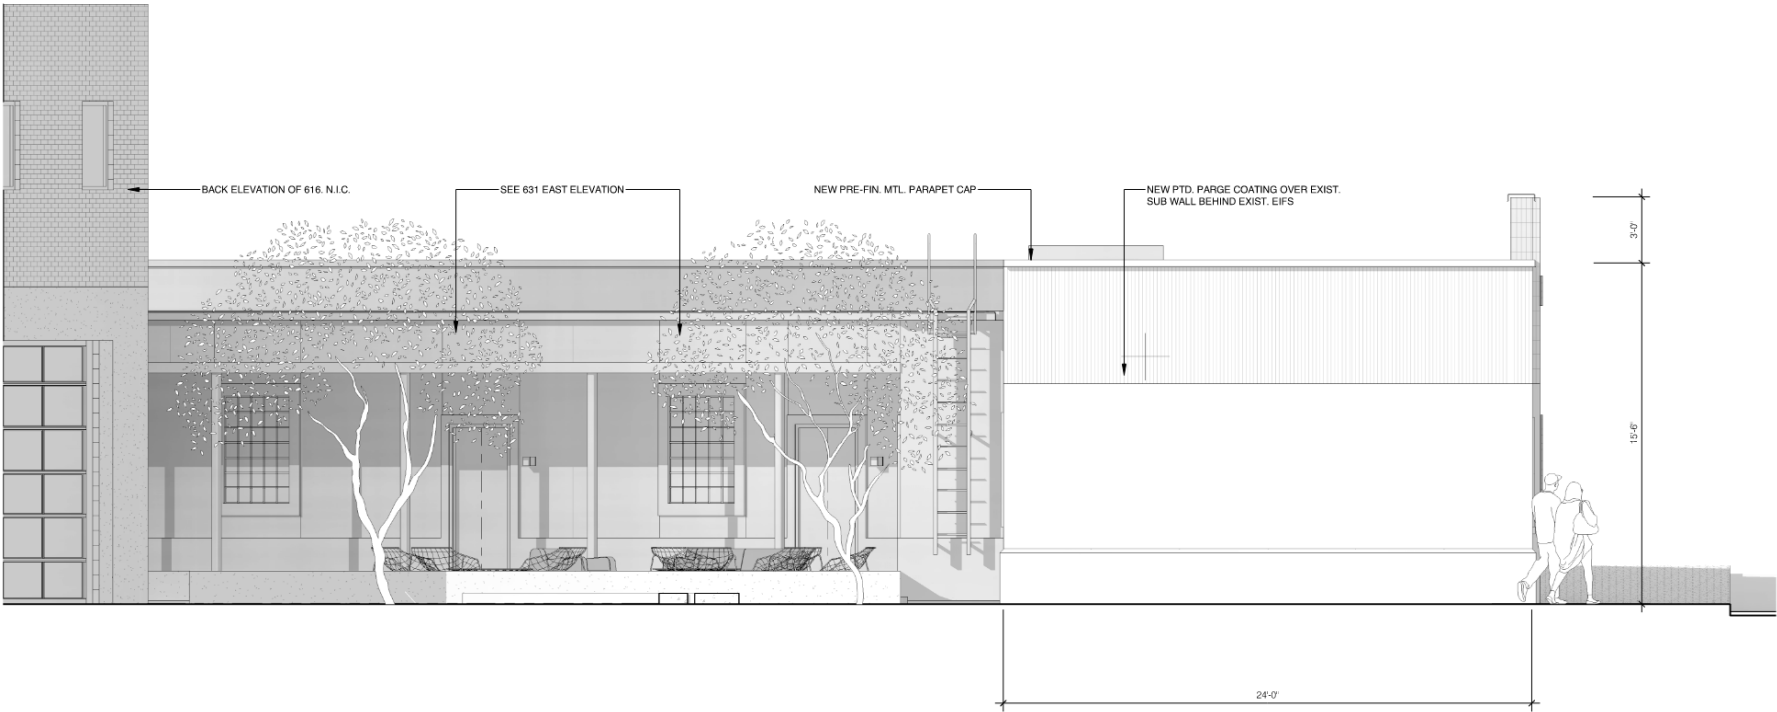 BACK ELEVATION OF 616. N.I.C.
SEE 631 EAST ELEVATION
NEW PRE-FIN. MTL. PARAPET CAP
NEW PTD. PARGE COATING OVER EXIST.
SUB WALL BEHIND EXIST. EIFS
3'-0"
15'-6"
24'-0"